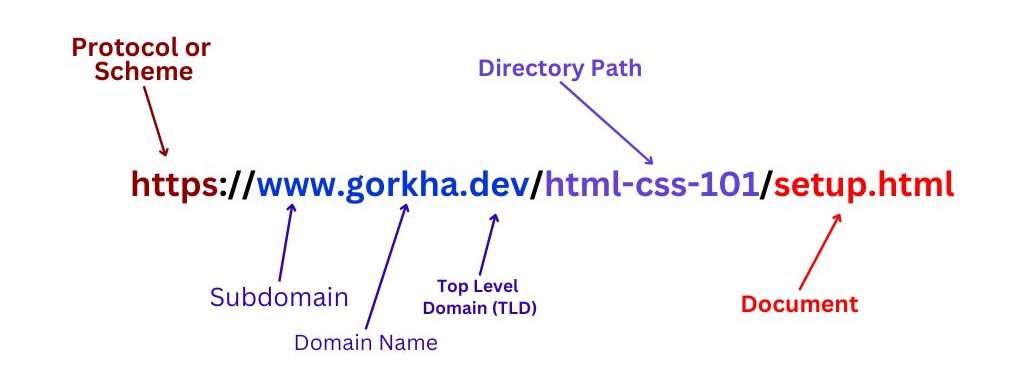 Protocol or
Scheme
Directory Path
https://www.gorkha.dev/html-css-101/setup.html
Subdomain
Domain Name
Top Level
Domain (TLD)
Document